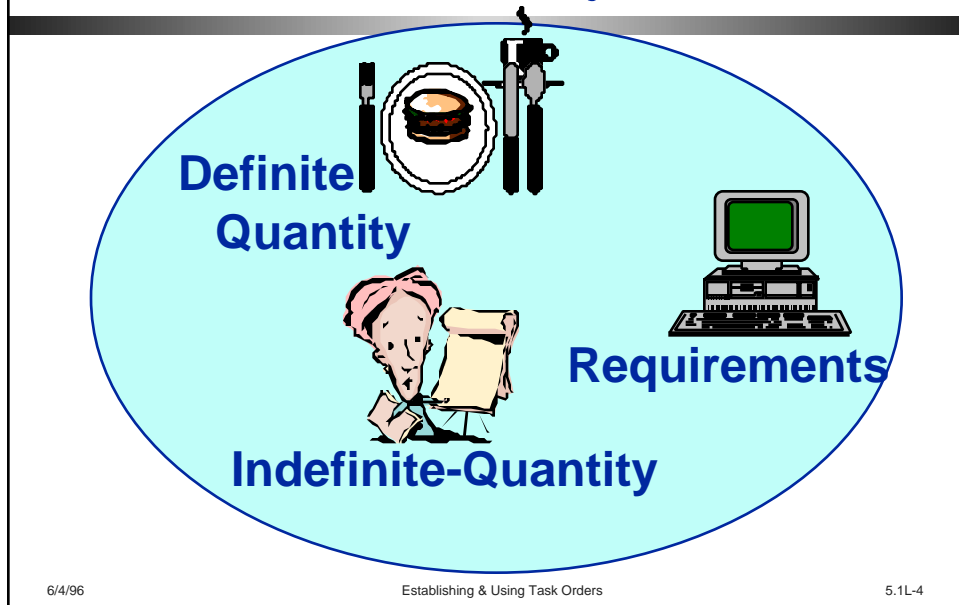 Definite
Quantity
Requirements
Indefinite-Quantity
6/4/96 Establishing & Using Task Orders 5.1L-4